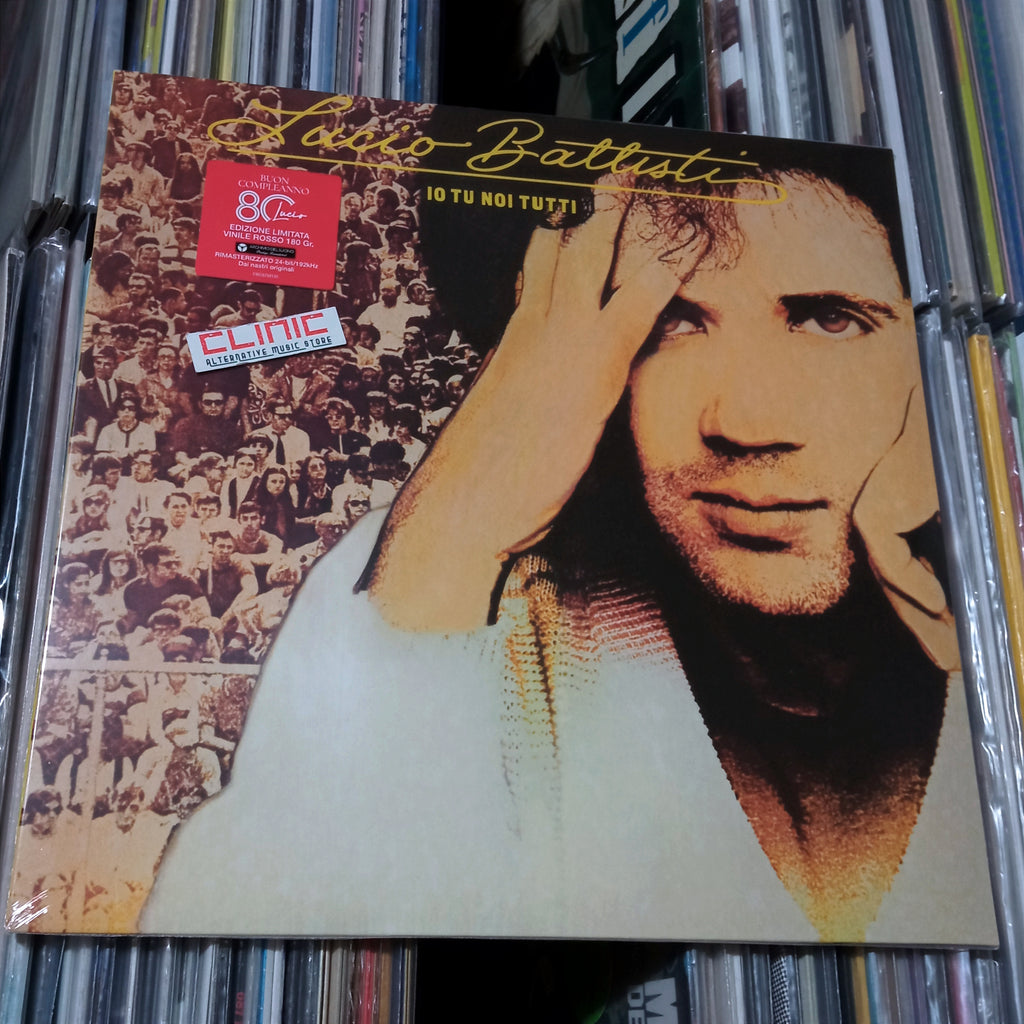 Lucio Battisti
IO TU NOI TUTTI
BUON
COMPLEANNO
80 Lucio
EDIZIONE LIMITATA
VINILE ROSSO 180 Gr.
RIMASTERIZZATO 24-bit/192kHz
Dai nastri originali
CLINIC
ALTERNATIVE MUSIC STORE